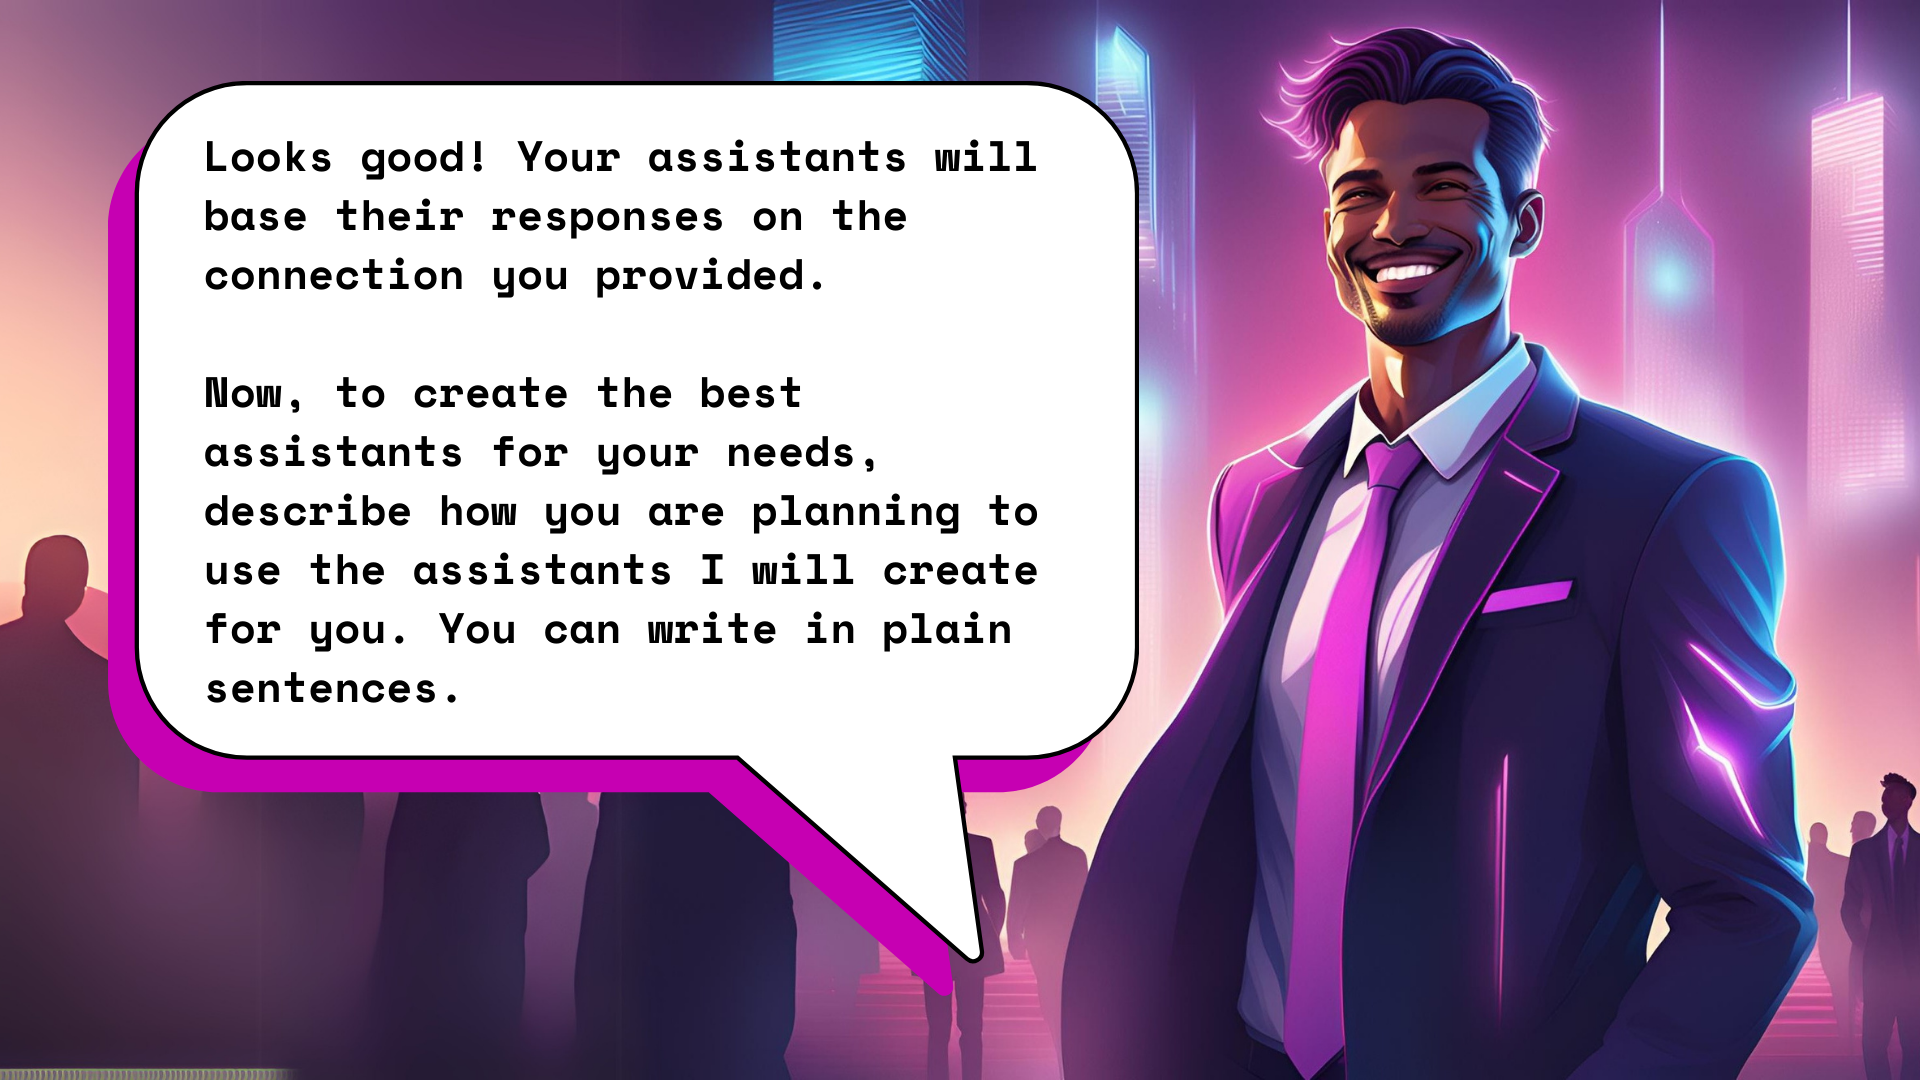 Looks good! Your assistants will
base their responses on the
connection you provided.
Now, to create the best
assistants for your needs,
describe how you are planning to
use the assistants I will create
for you. You can write in plain
sentences.